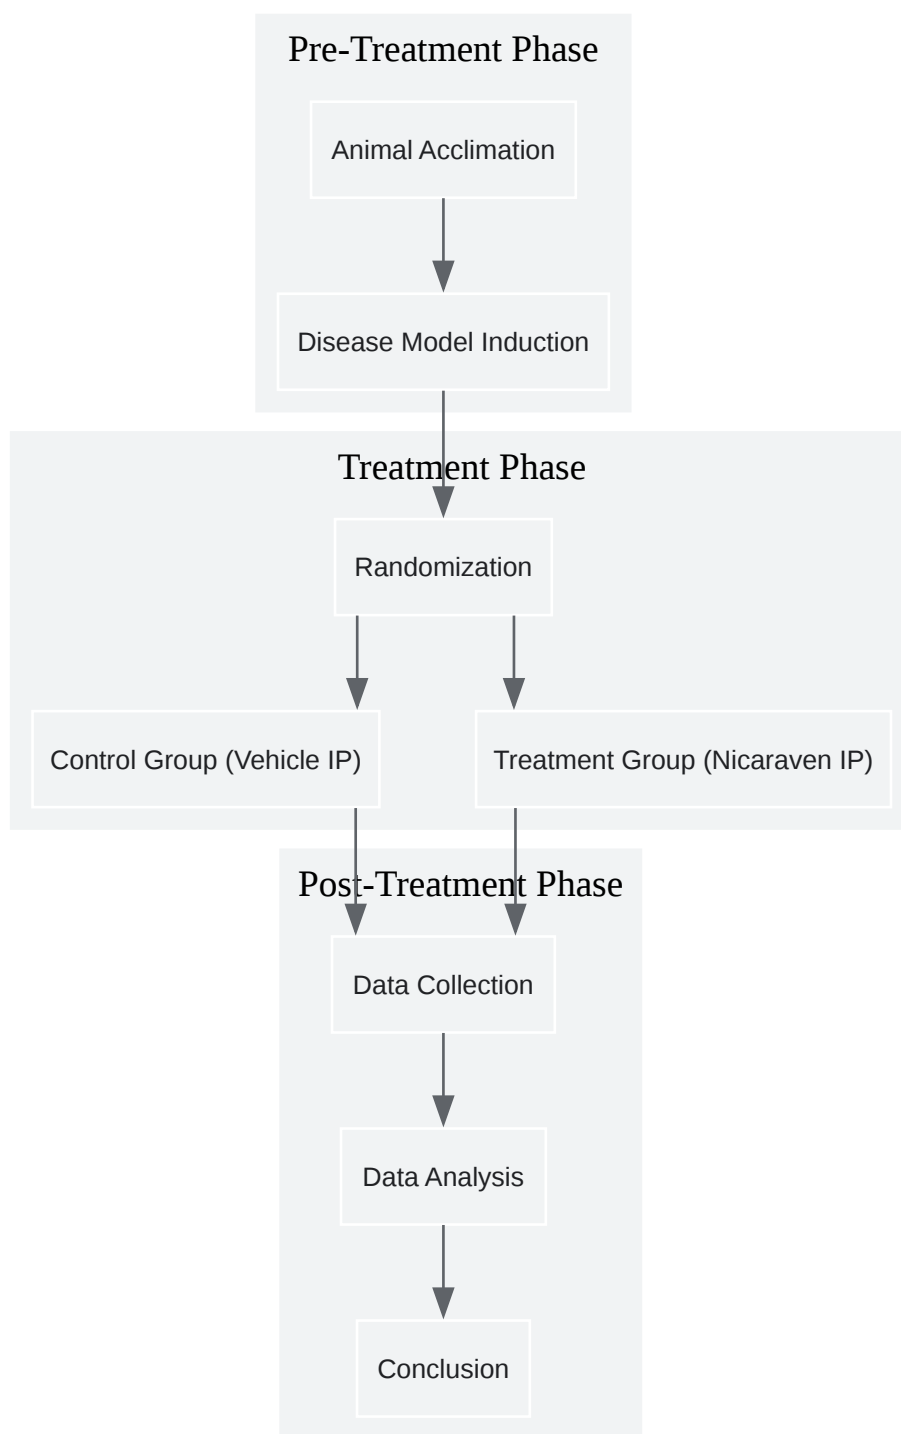 Pre-Treatment Phase
Animal Acclimation
Disease Model Induction
Treatment Phase
Randomization
Control Group (Vehicle IP)
Treatment Group (Nicaraven IP)
Post-Treatment Phase
Data Collection
Data Analysis
Conclusion